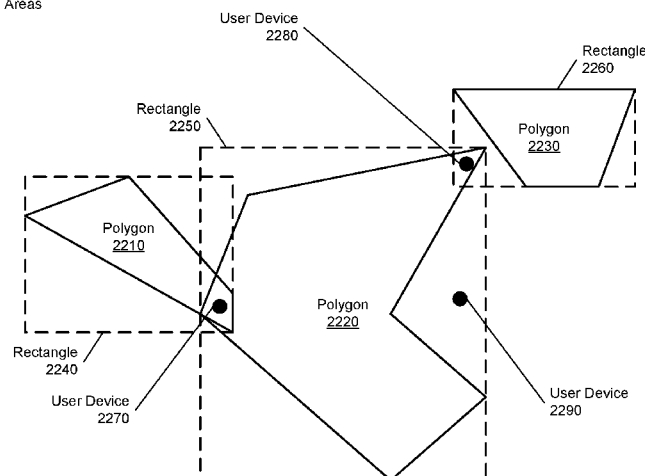 Areas
User Device
2280
Rectangle
2260
Rectangle
2250
Polygon
2230
Polygon
2210
Polygon
2220
Rectangle
2240
User Device
2270
User Device
2290